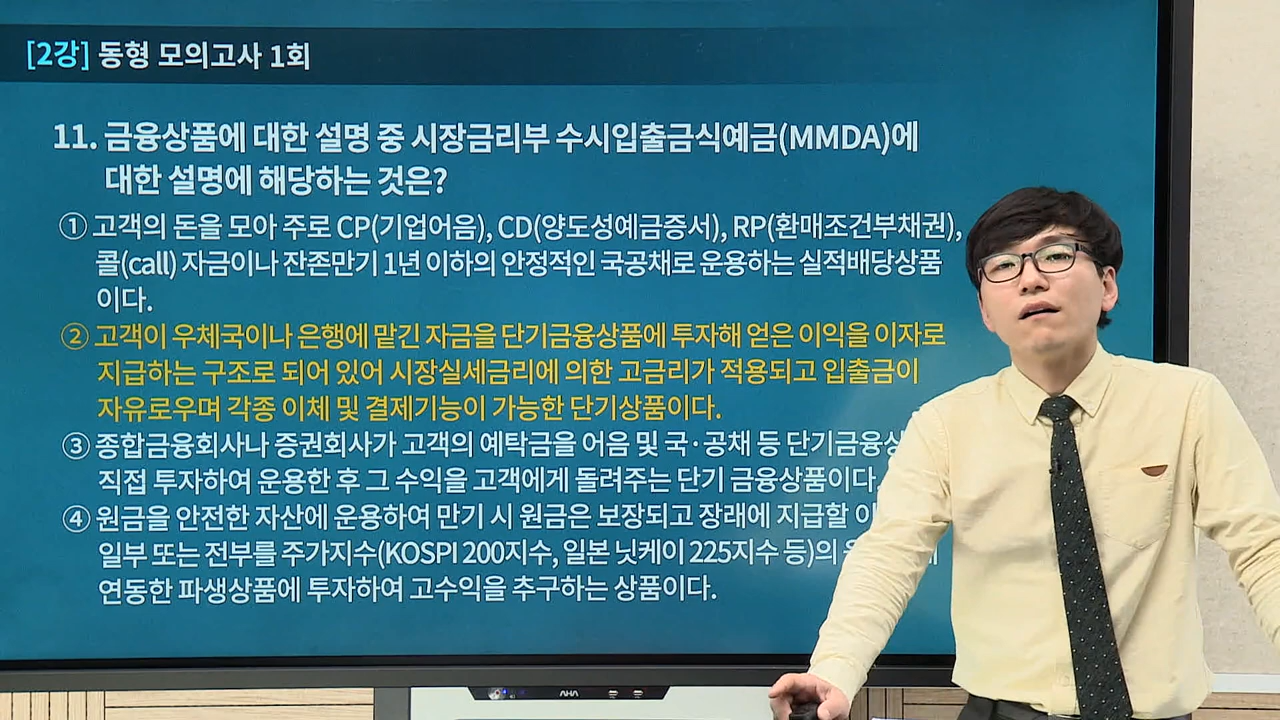 [2강] 동형 모의고사 1회
11. 금융상품에 대한 설명 중 시장금리부 수시입출금식예금(MMDA)에
대한 설명에 해당하는 것은?
① 고객의 돈을 모아 주로 CP(기업어음), CD(양도성예금증서), RP(환매조건부채권),
콜(call) 자금이나 잔존만기 1년 이하의 안정적인 국공채로 운용하는 실적배당상품
이다.
② 고객이 우체국이나 은행에 맡긴 자금을 단기금융상품에 투자해 얻은 이익을 이자로
지급하는 구조로 되어 있어 시장실세금리에 의한 고금리가 적용되고 입출금이
자유로우며 각종 이체 및 결제기능이 가능한 단기상품이다.
③ 종합금융회사나 증권회사가 고객의 예탁금을 어음 및 국·공채 등
직접 투자하여 운용한 후 그 수익을 고객에게 돌려주는 단기 금융상품이다.
④ 원금을 안전한 자산에 운용하여 만기 시 원금은 보장되고 장래에 지급할
일부 또는 전부를 주가지수(KOSPI 200지수, 일본 닛케이 225지수 등)의
연동한 파생상품에 투자하여 고수익을 추구하는 상품이다.
AHA